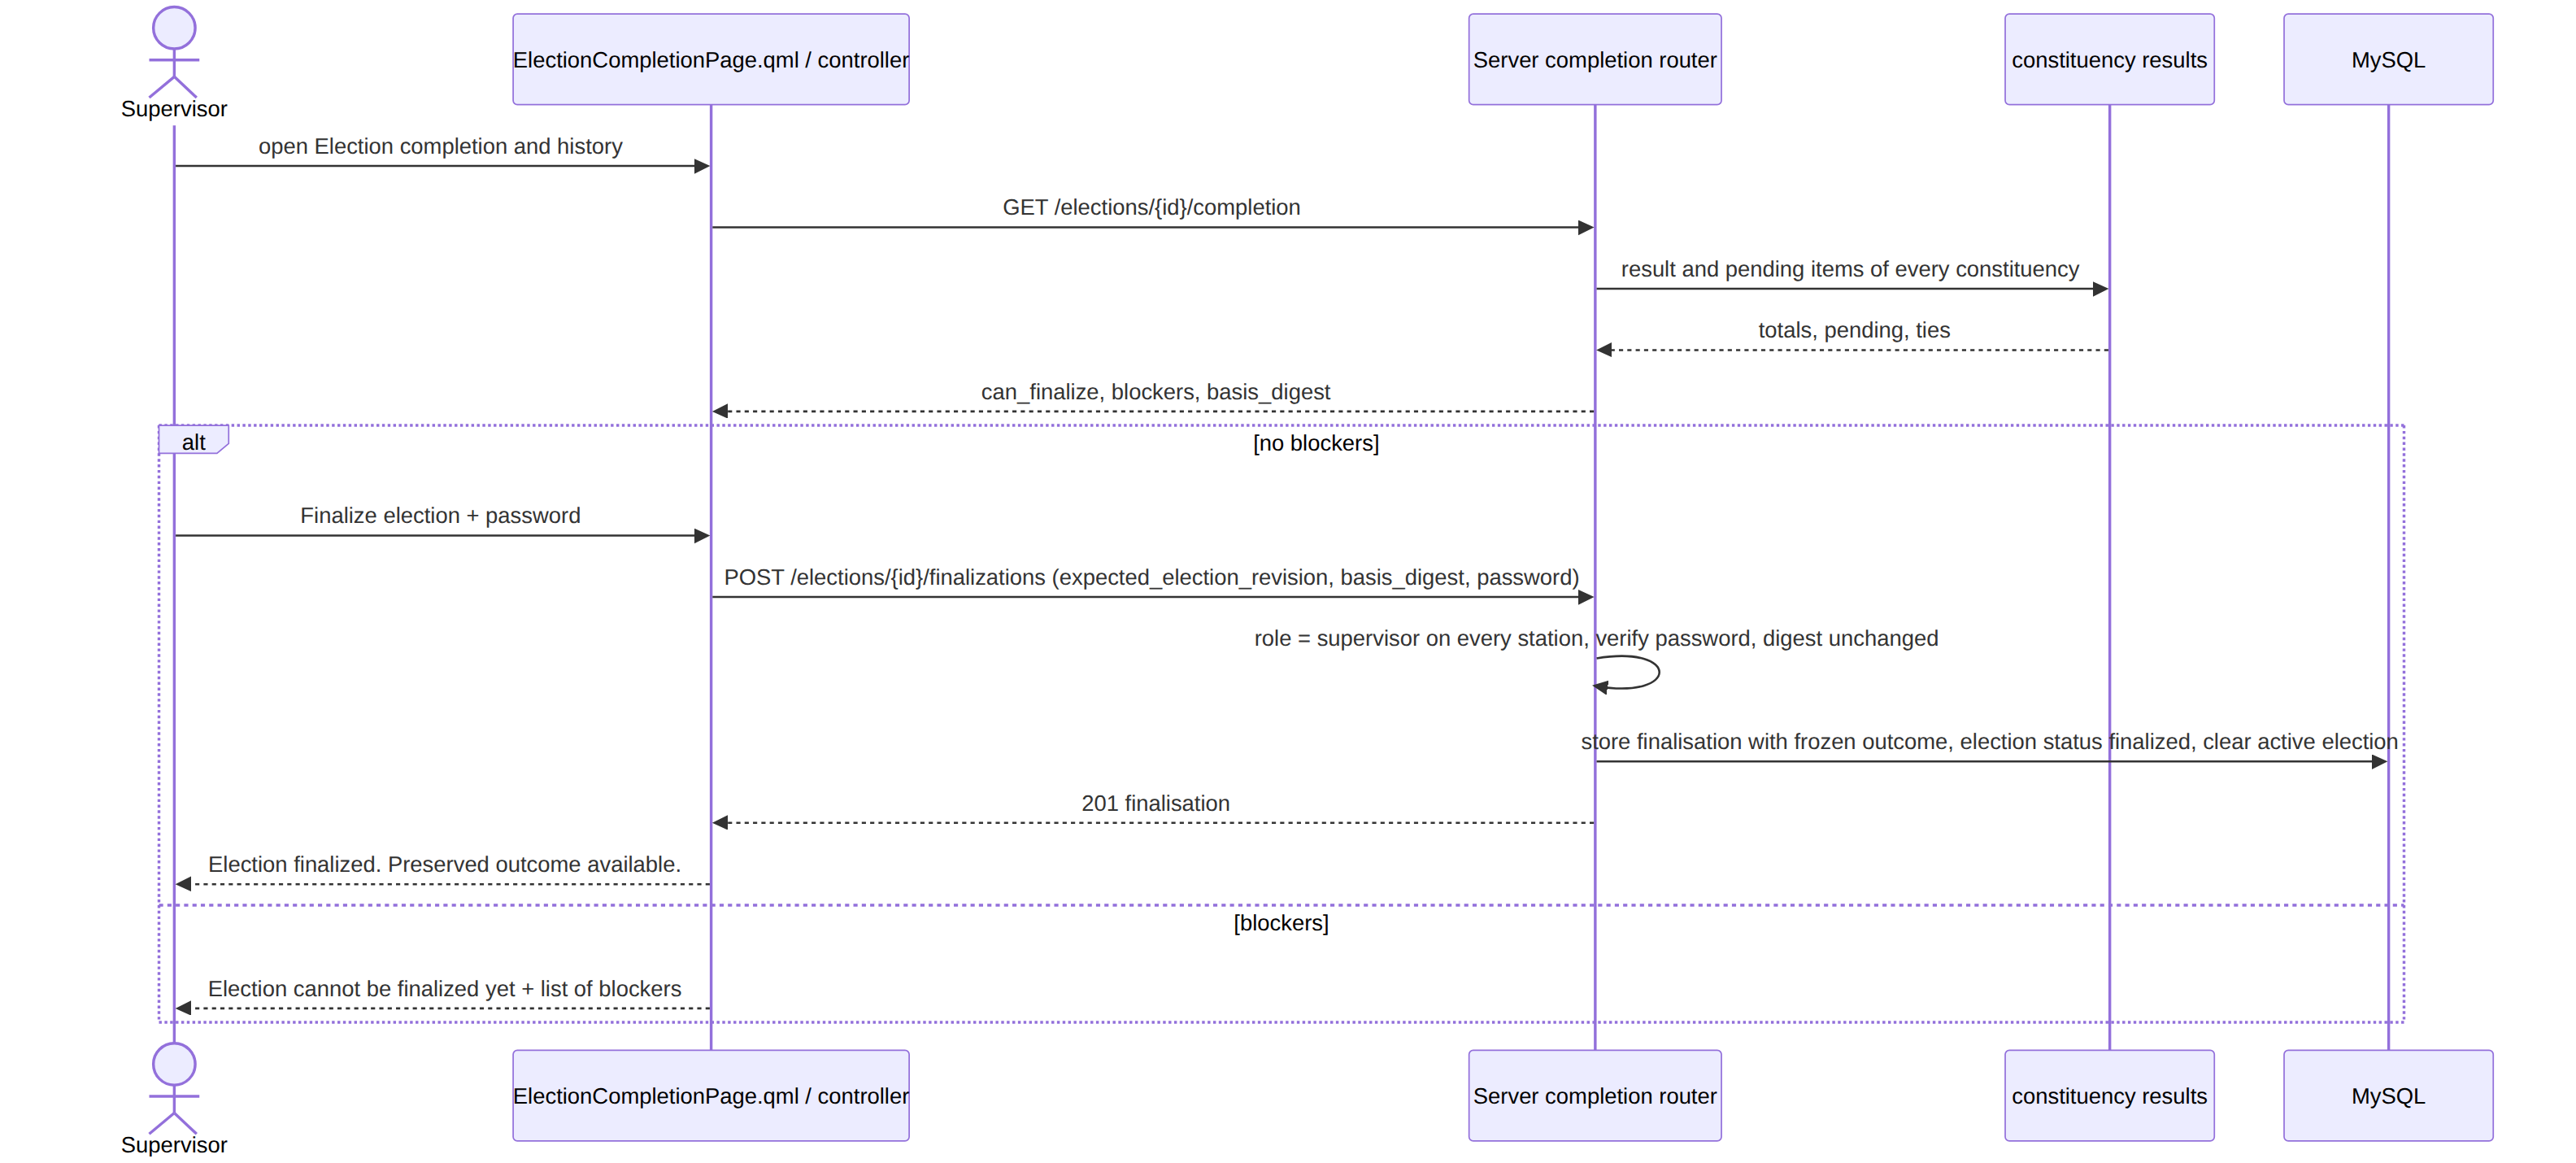 Supervisor
ElectionCompletionPage.qml / controller
Server completion router
constituency results
MySQL
open Election completion and history
GET /elections/{id}/completion
result and pending items of every constituency
totals, pending, ties
can_finalize, blockers, basis_digest
alt
[no blockers]
Finalize election + password
POST /elections/{id}/finalizations (expected_election_revision, basis_digest, password)
role = supervisor on every station, verify password, digest unchanged
store finalisation with frozen outcome, election status finalized, clear active election
201 finalisation
Election finalized. Preserved outcome available.
[blockers]
Election cannot be finalized yet + list of blockers
Supervisor
ElectionCompletionPage.qml / controller
Server completion router
constituency results
MySQL